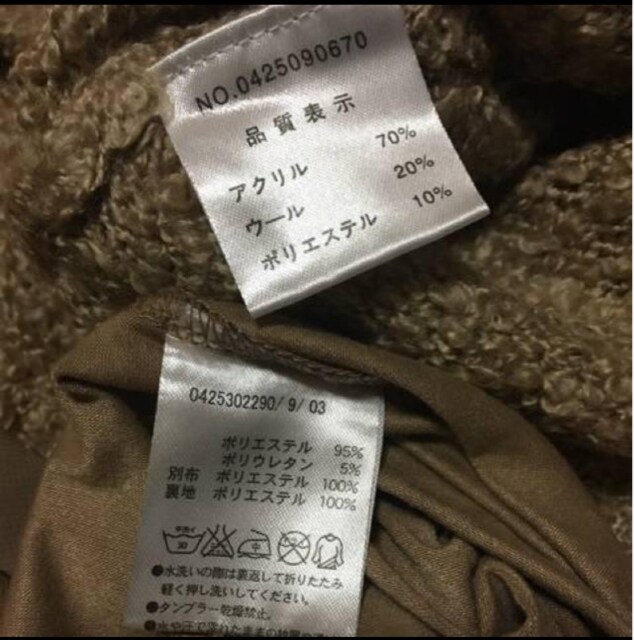 NO.0425090670
品質表示
アクリル 70%
ウール 20%
ポリエステル 10%
0425302290/ 9/ 03
ポリエステル 95%
ポリウレタン 5%
別布 ポリエステル 100%
裏地 ポリエステル 100%
手洗イ
30
●水洗いの際は裏返して折りたたみ
軽く押し洗いしてください。
●タンブラー乾燥禁止。